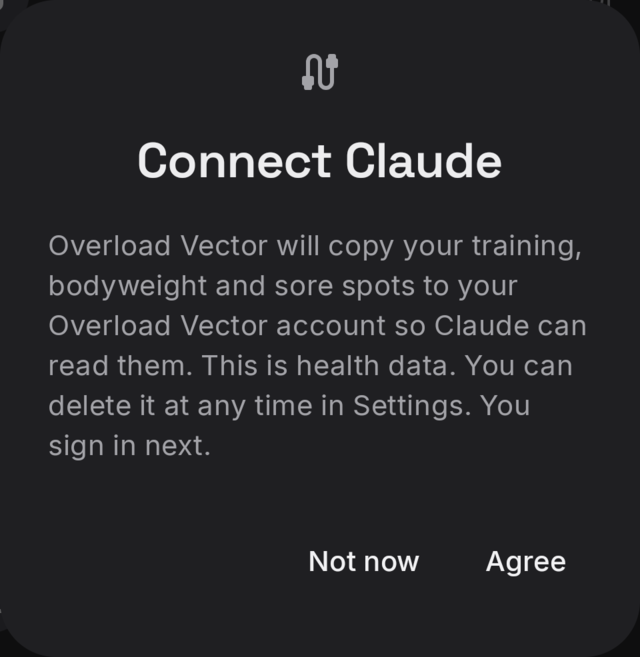 Connect Claude
Overload Vector will copy your training,
bodyweight and sore spots to your
Overload Vector account so Claude can
read them. This is health data. You can
delete it at any time in Settings. You
sign in next.
Not now Agree